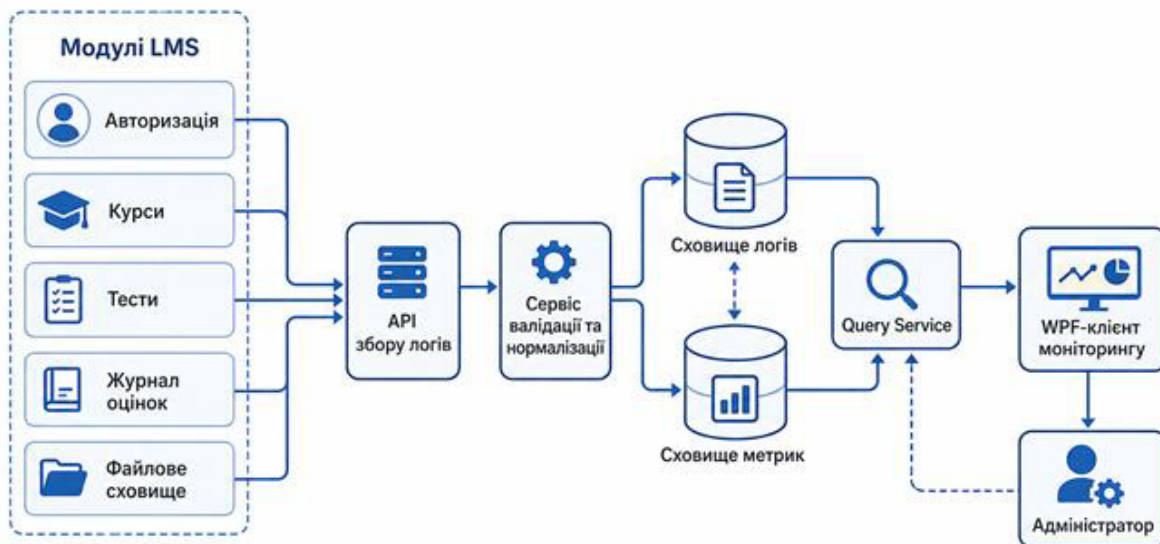 Модулі LMS
Авторизація
Курси
Тести
Журнал
оцінок
Файлове
сховище
API
збору логів
Сервіс
валідації та
нормалізації
Сховище логів
Сховище метрик
Query Service
WPF-клієнт
моніторингу
Адміністратор